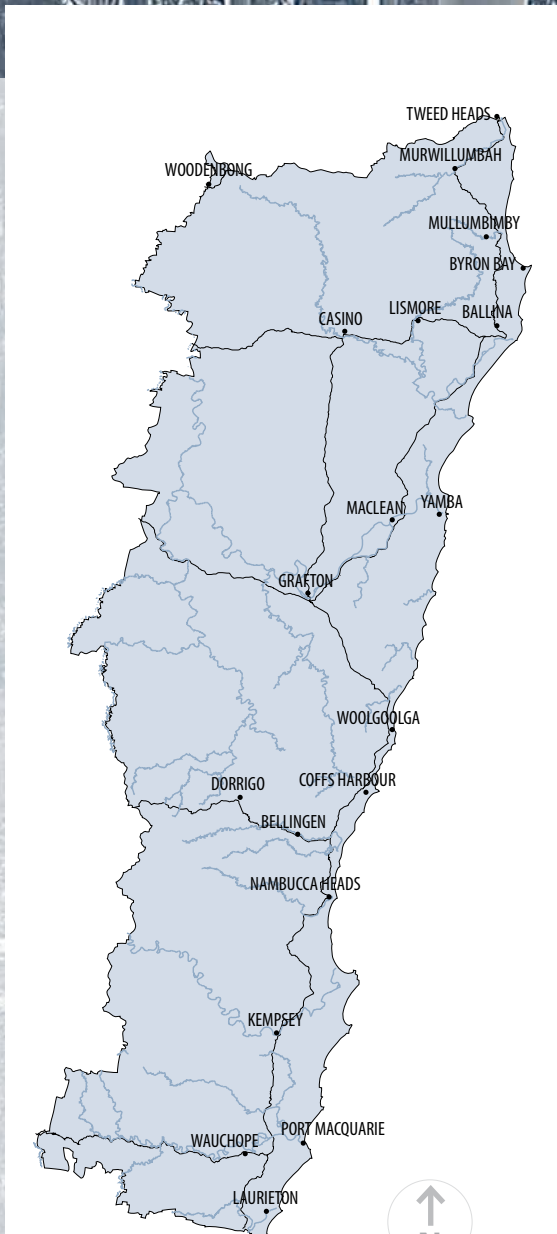 TWEED HEADS
MURWILLUMBAH
WOODENBONG
MULLUMBIMBY
BYRON BAY
LISMORE
BALLINA
CASINO
MACLEAN
YAMBA
GRAFTON
WOOLGOOLGA
COFFS HARBOUR
DORRIGO
BELLINGEN
NAMBUCCA HEADS
KEMPSEY
PORT MACQUARIE
WAUCHOPE
LAURIETON